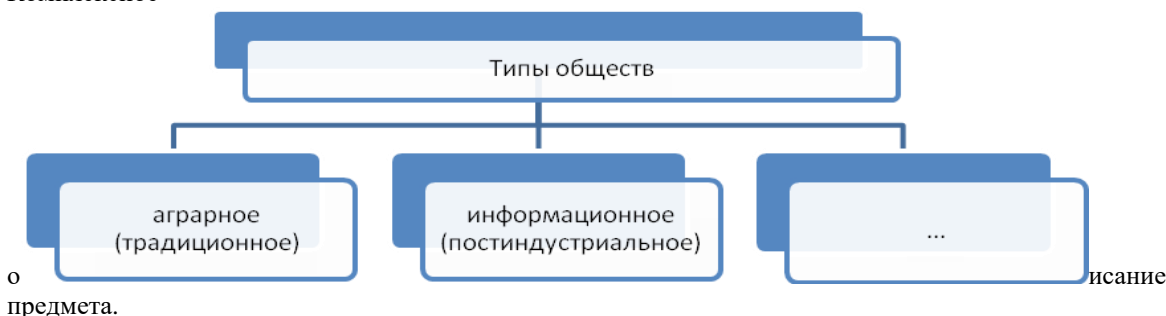 Типы обществ
аграрное
(традиционное)
информационное
(постиндустриальное)
...
о исание
предмета.